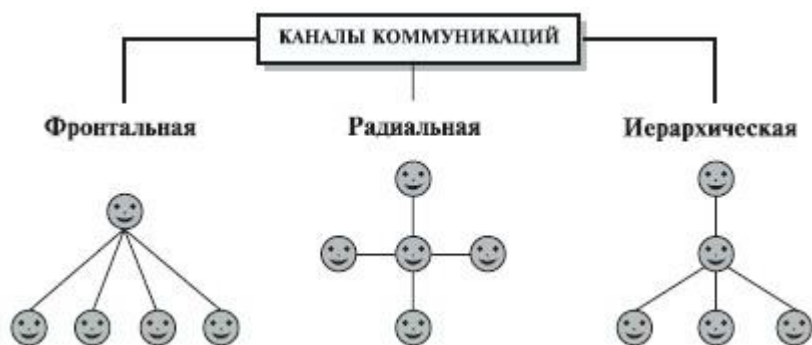 КАНАЛЫ КОММУНИКАЦИЙ
Фронтальная
Радиальная
Иерархическая